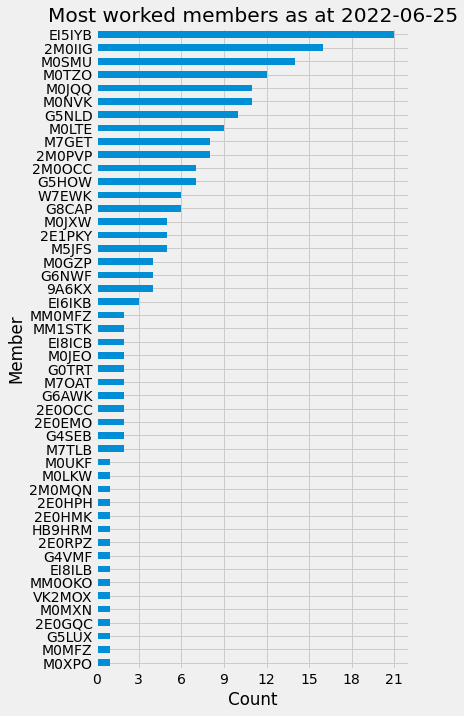 Most worked members as at 2022-06-25
EI5IYB
2M0IIG
M0SMU
M0TZO
M0JQQ
M0NVK
G5NLD
M0LTE
M7GET
2M0PVP
2M0OCC
G5HOW
W7EWK
G8CAP
M0JXW
2E1PKY
M5JFS
M0GZP
G6NWF
9A6KX
EI6IKB
MM0MFZ
MM1STK
EI8ICB
M0JEO
G0TRT
M7OAT
G6AWK
2E0OCC
2E0EMO
G4SEB
M7TLB
M0UKF
M0LKW
2M0MQN
2E0HPH
2E0HMK
HB9HRM
2E0RPZ
G4VMF
EI8ILB
MM0OKO
VK2MOX
M0MXN
2E0GQC
G5LUX
M0MFZ
M0XPO
Member
0 3 6 9 12 15 18 21
Count